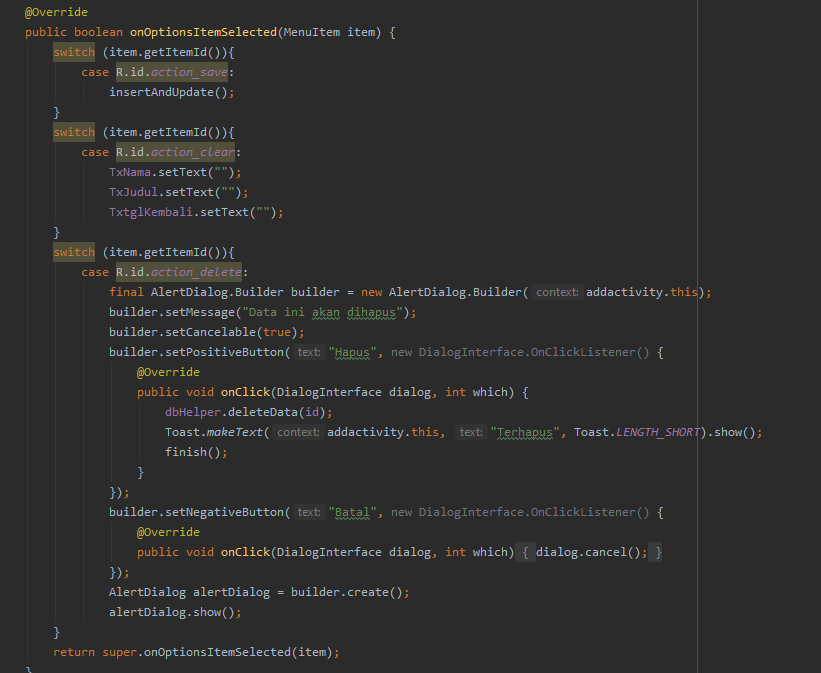 @Override
public boolean onOptionsItemSelected(MenuItem item) {
switch (item.getItemId()){
case R.id.action_save:
insertAndUpdate();
}
switch (item.getItemId()){
case R.id.action_clear:
TxNama.setText("");
TxJudul.setText("");
TxtglKembali.setText("");
}
switch (item.getItemId()){
case R.id.action_delete:
final AlertDialog.Builder builder = new AlertDialog.Builder( context: addactivity.this);
builder.setMessage("Data ini akan dihapus");
builder.setCancelable(true);
builder.setPositiveButton( text: "Hapus", new DialogInterface.OnClickListener() {
@Override
public void onClick(DialogInterface dialog, int which) {
dbHelper.deleteData(id);
Toast.makeText( context: addactivity.this, text: "Terhapus", Toast.LENGTH_SHORT).show();
finish();
}
});
builder.setNegativeButton( text: "Batal", new DialogInterface.OnClickListener() {
@Override
public void onClick(DialogInterface dialog, int which) { dialog.cancel(); }
});
AlertDialog alertDialog = builder.create();
alertDialog.show();
}
return super.onOptionsItemSelected(item);
}